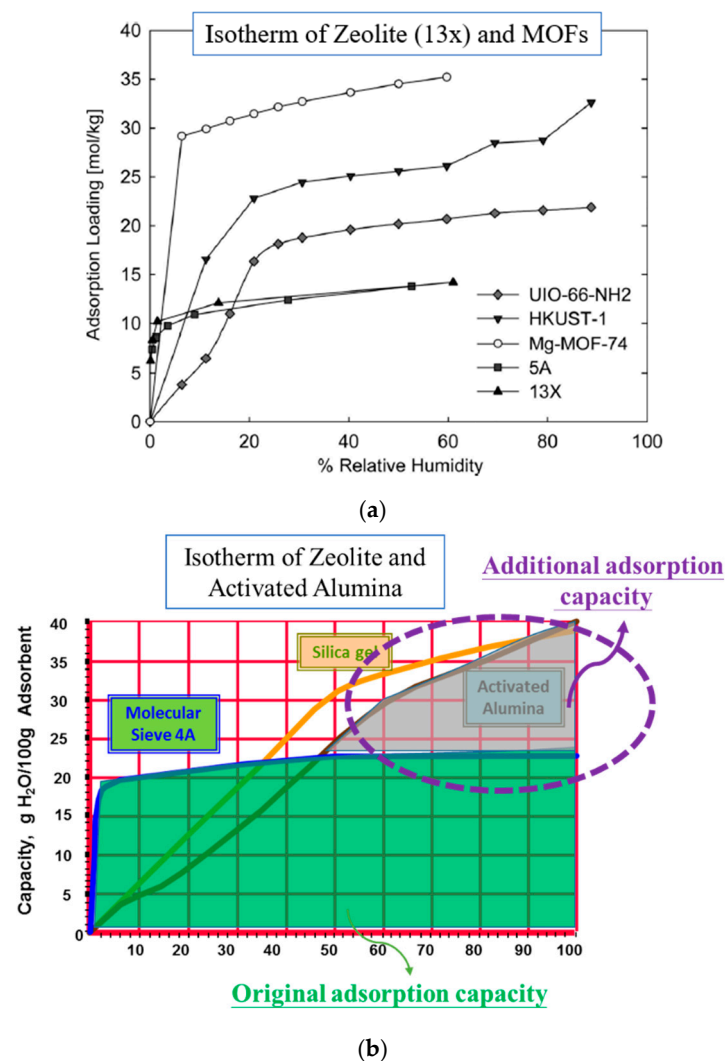 Isotherm of Zeolite (13x) and MOFs
40
35
30
25
20
15
10
5
0
Adsorption Loading [mol/kg]
UIO-66-NH2
HKUST-1
Mg-MOF-74
5A
13X
0 20 40 60 80 100
% Relative Humidity
(a)
Isotherm of Zeolite and
Activated Alumina
Additional adsorption
capacity
40
35
30
25
20
15
10
5
0
Capacity, g H₂O/100g Adsorbent
Silica gel
Molecular
Sieve 4A
Activated
Alumina
10 20 30 40 50 60 70 80 90 100
Original adsorption capacity
(b)